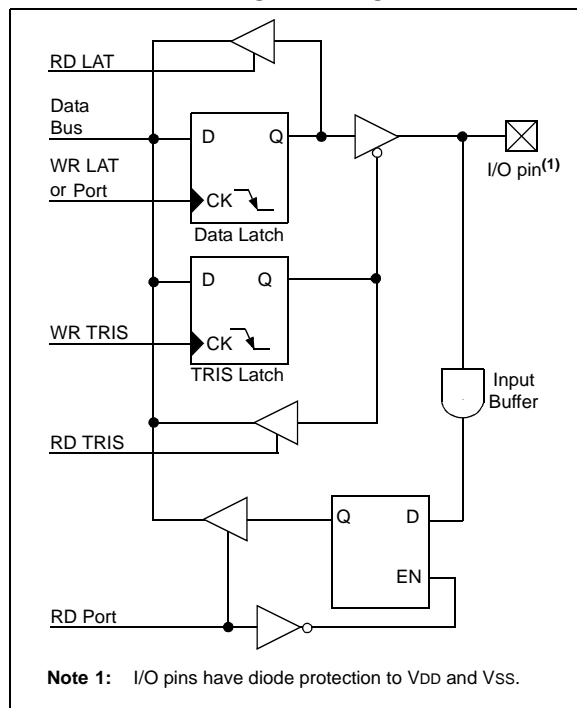 RD LAT
Data
Bus
D Q
WR LAT
or Port
CK
Data Latch
I/O pin(1)
D Q
WR TRIS
CK
TRIS Latch
Input
Buffer
RD TRIS
Q D
EN
RD Port
Note 1: I/O pins have diode protection to VDD and VSS.